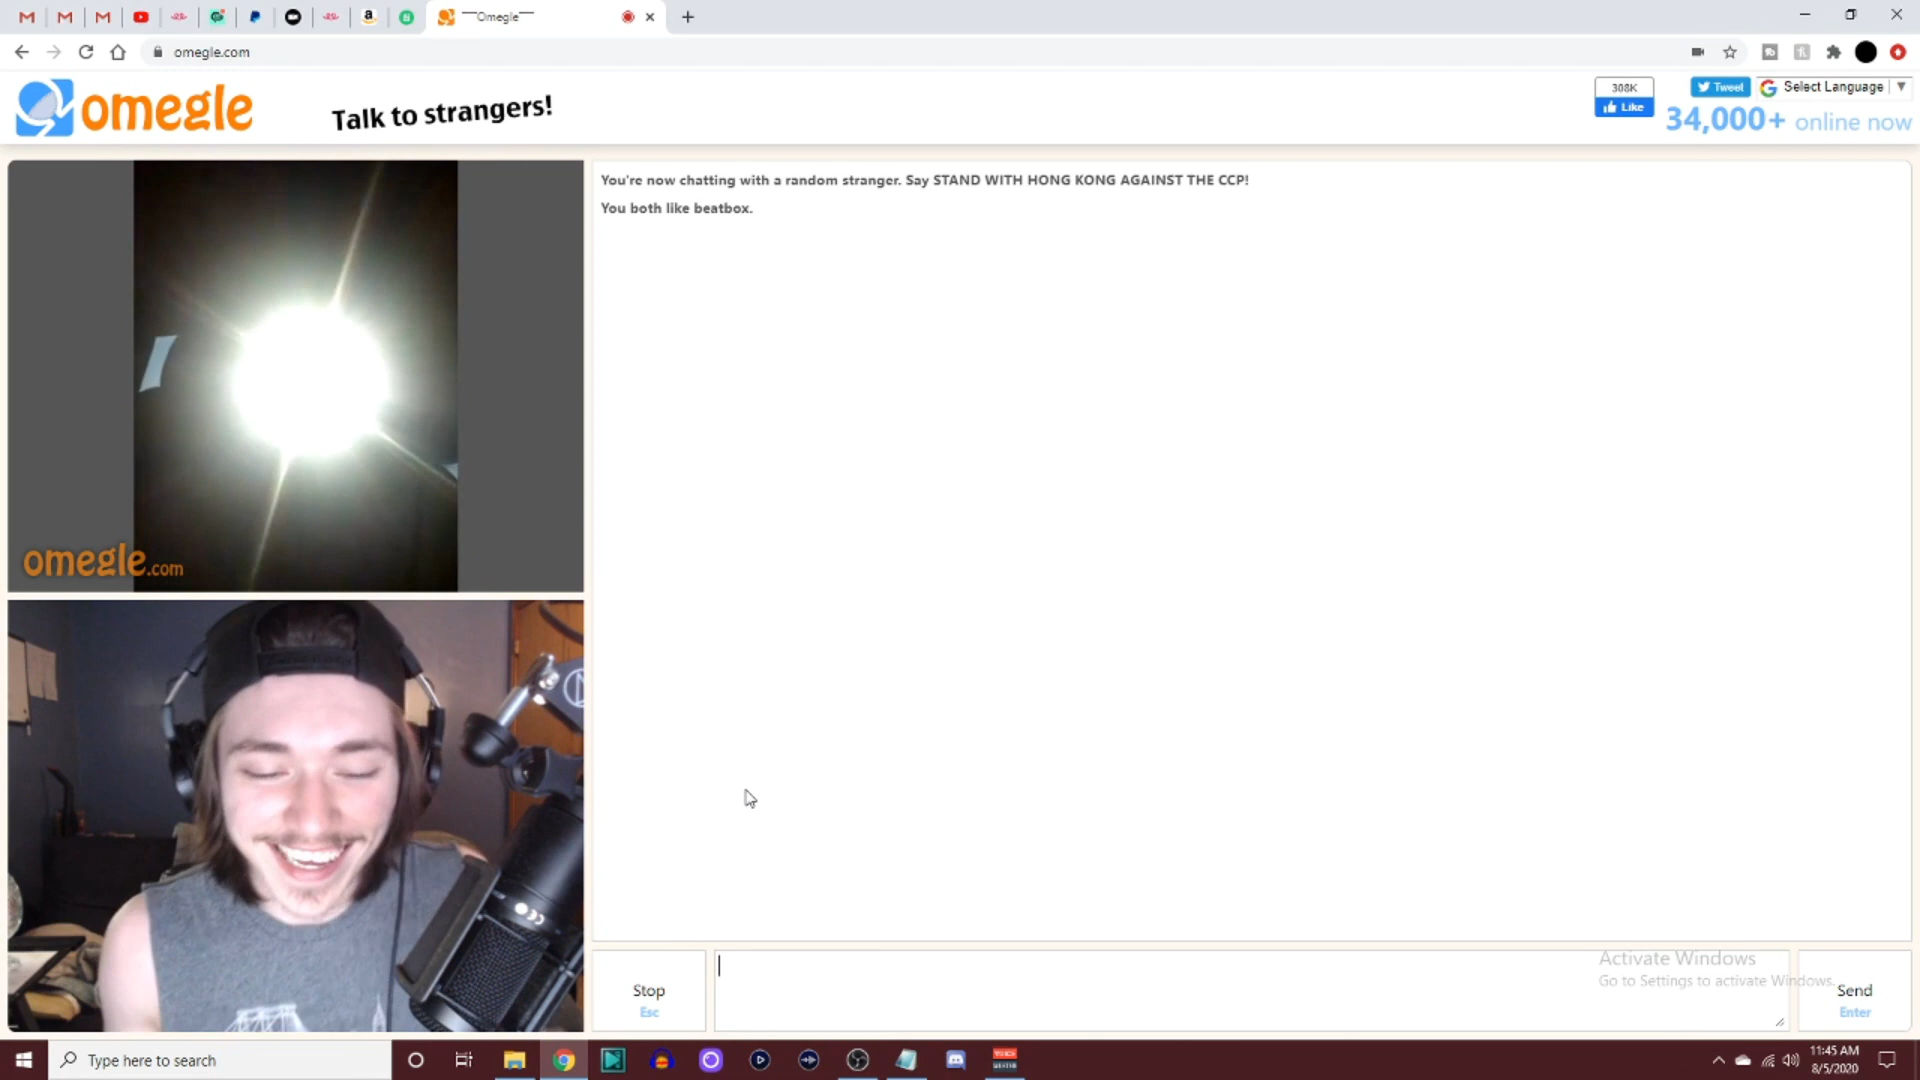 Omegle
omegle.com
omegle
Talk to strangers!
308K
Like
Tweet
Select Language
34,000+ online now
You're now chatting with a random stranger. Say STAND WITH HONG KONG AGAINST THE CCP!
You both like beatbox.
omegle.com
Stop
Esc
Activate Windows
Go to Settings to activate Windows.
Send
Enter
Type here to search
11:45 AM
8/5/2020